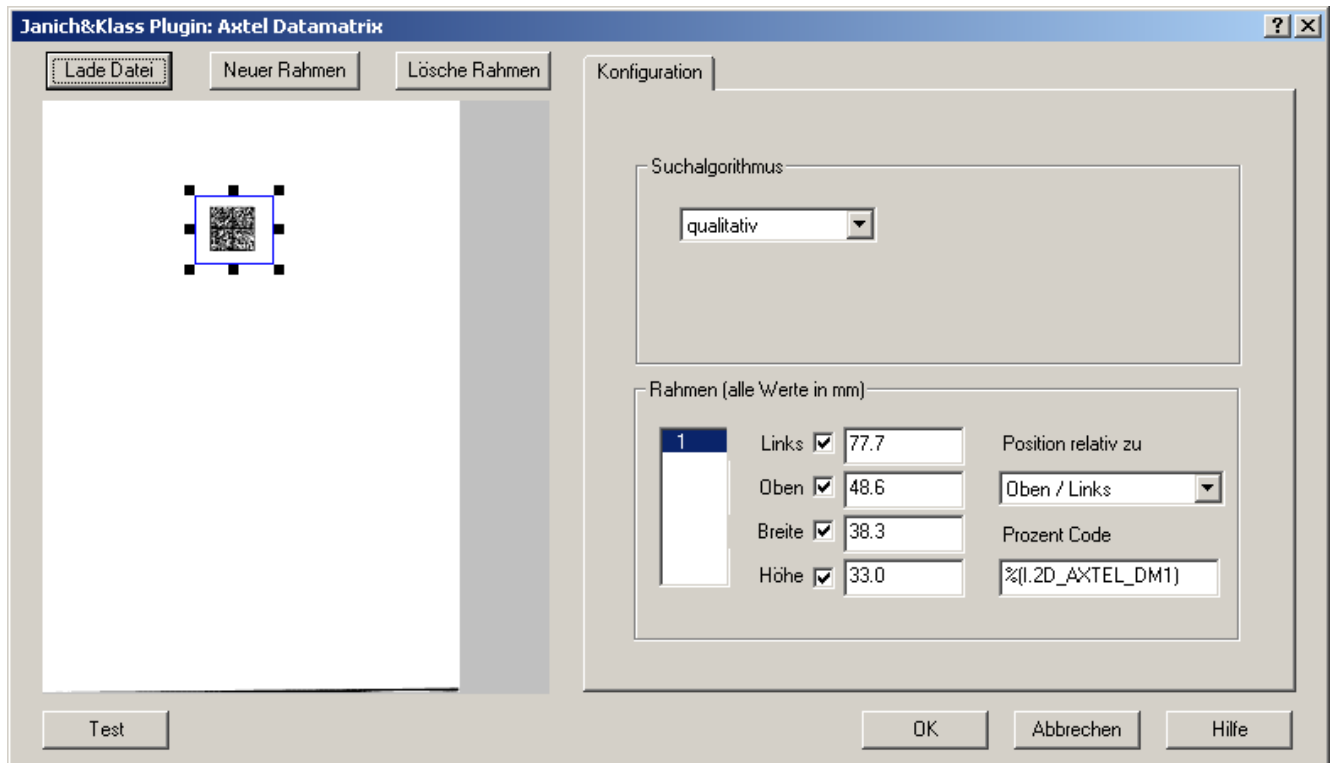 Janich&Klass Plugin: Axtel Datamatrix
Lade Datei
Neuer Rahmen
Lösche Rahmen
Konfiguration
Suchalgorithmus
qualitativ
Rahmen (alle Werte in mm)
1
Links 77.7
Oben 48.6
Breite 38.3
Höhe 33.0
Position relativ zu
Oben / Links
Prozent Code
%(I.2D_AXTEL_DM1)
Test
OK
Abbrechen
Hilfe